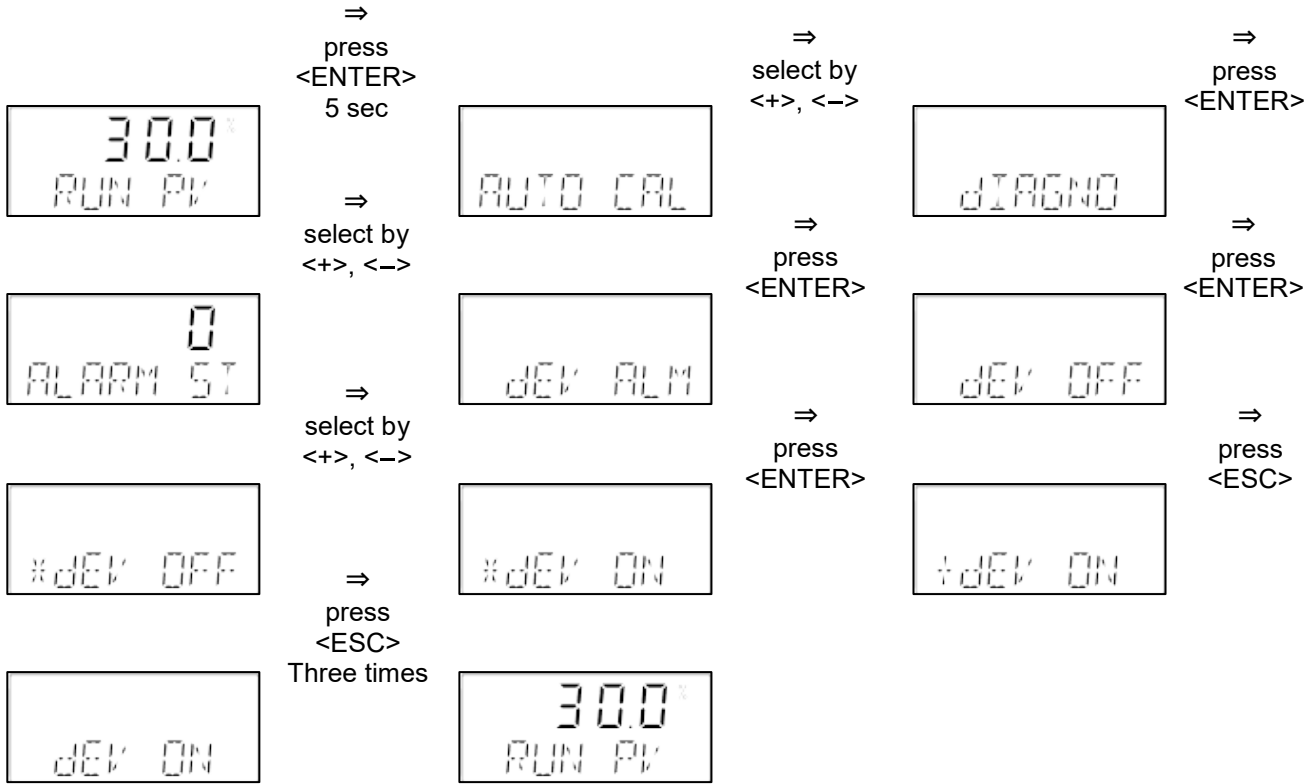 ⇒
press
<ENTER>
5 sec
⇒
select by
<+>, <–>
⇒
press
<ENTER>
30.0 %
RUN PV
AUTO CAL
dIAGNO
⇒
select by
<+>, <–>
⇒
press
<ENTER>
⇒
press
<ENTER>
0
ALARM ST
dEV ALM
dEV OFF
⇒
select by
<+>, <–>
⇒
press
<ENTER>
⇒
press
<ESC>
*dEV OFF
*dEV ON
+dEV ON
⇒
press
<ESC>
Three times
dEV ON
30.0 %
RUN PV